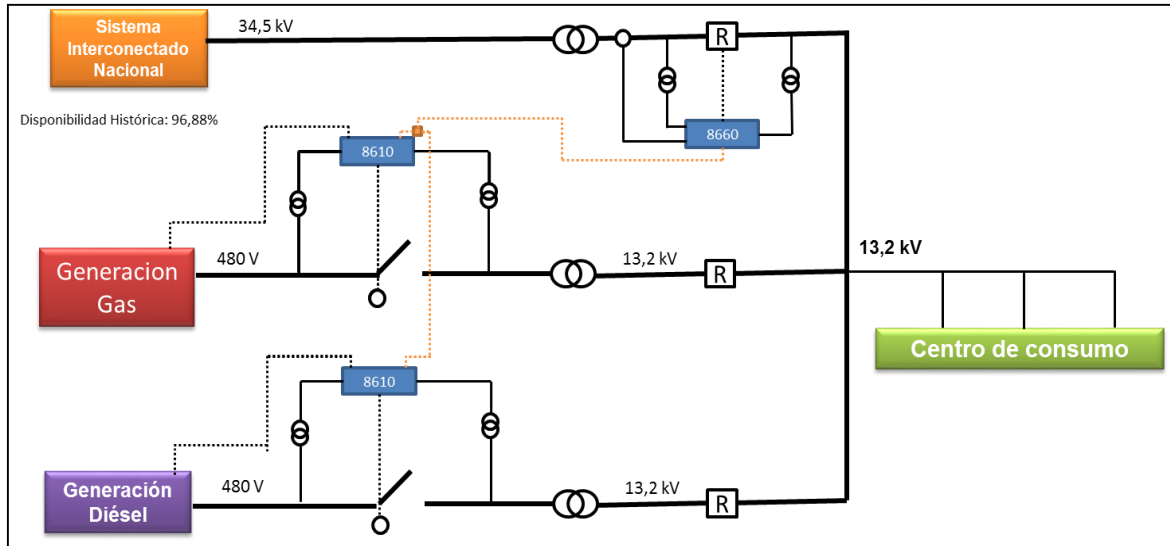 Sistema
Interconectado
Nacional
34,5 kV
R
Disponibilidad Histórica: 96,88%
8660
8610
Generacion
Gas
480 V
13,2 kV
R
13,2 kV
Centro de consumo
8610
Generación
Diésel
480 V
13,2 kV
R